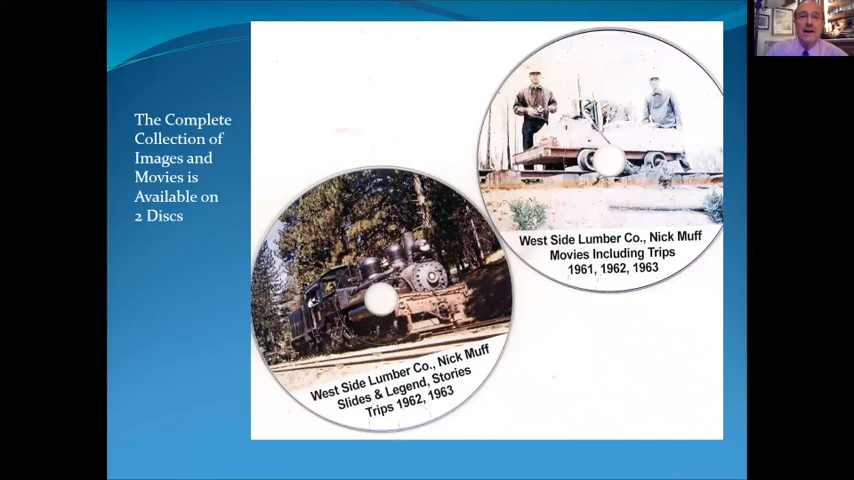 The Complete
Collection of
Images and
Movies is
Available on
2 Discs
West Side Lumber Co., Nick Muff
Movies Including Trips
1961, 1962, 1963
West Side Lumber Co., Nick Muff
Slides & Legend, Stories
Trips 1962, 1963